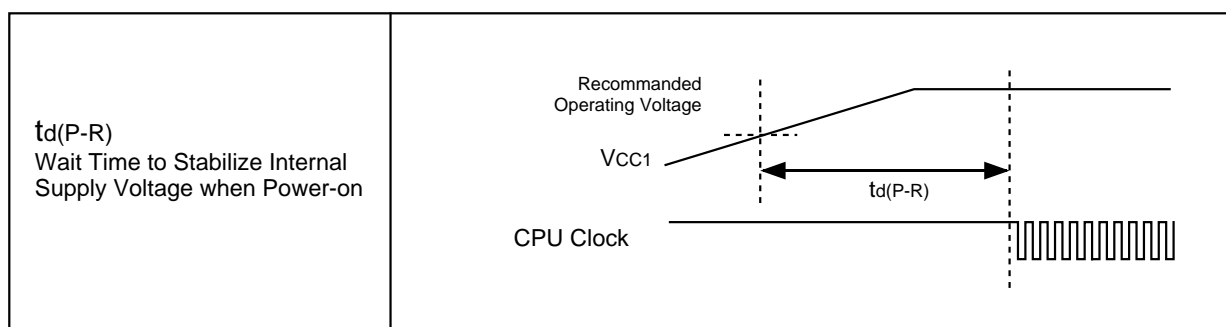 td(P-R)
Wait Time to Stabilize Internal
Supply Voltage when Power-on
Recommanded
Operating Voltage
VCC1
td(P-R)
CPU Clock